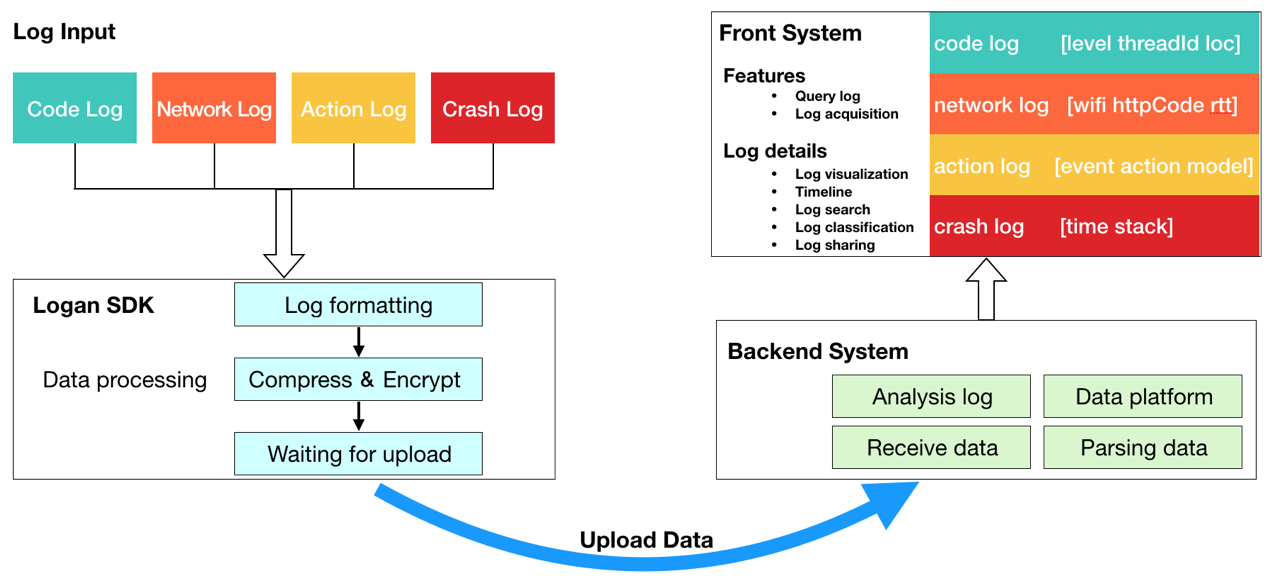 Log Input
Code Log
Network Log
Action Log
Crash Log
Logan SDK
Log formatting
Data processing
Compress & Encrypt
Waiting for upload
Upload Data
Front System
Features
• Query log
• Log acquisition
Log details
• Log visualization
• Timeline
• Log search
• Log classification
• Log sharing
code log [level threadId loc]
network log [wifi httpCode rtt]
action log [event action model]
crash log [time stack]
Backend System
Analysis log
Data platform
Receive data
Parsing data